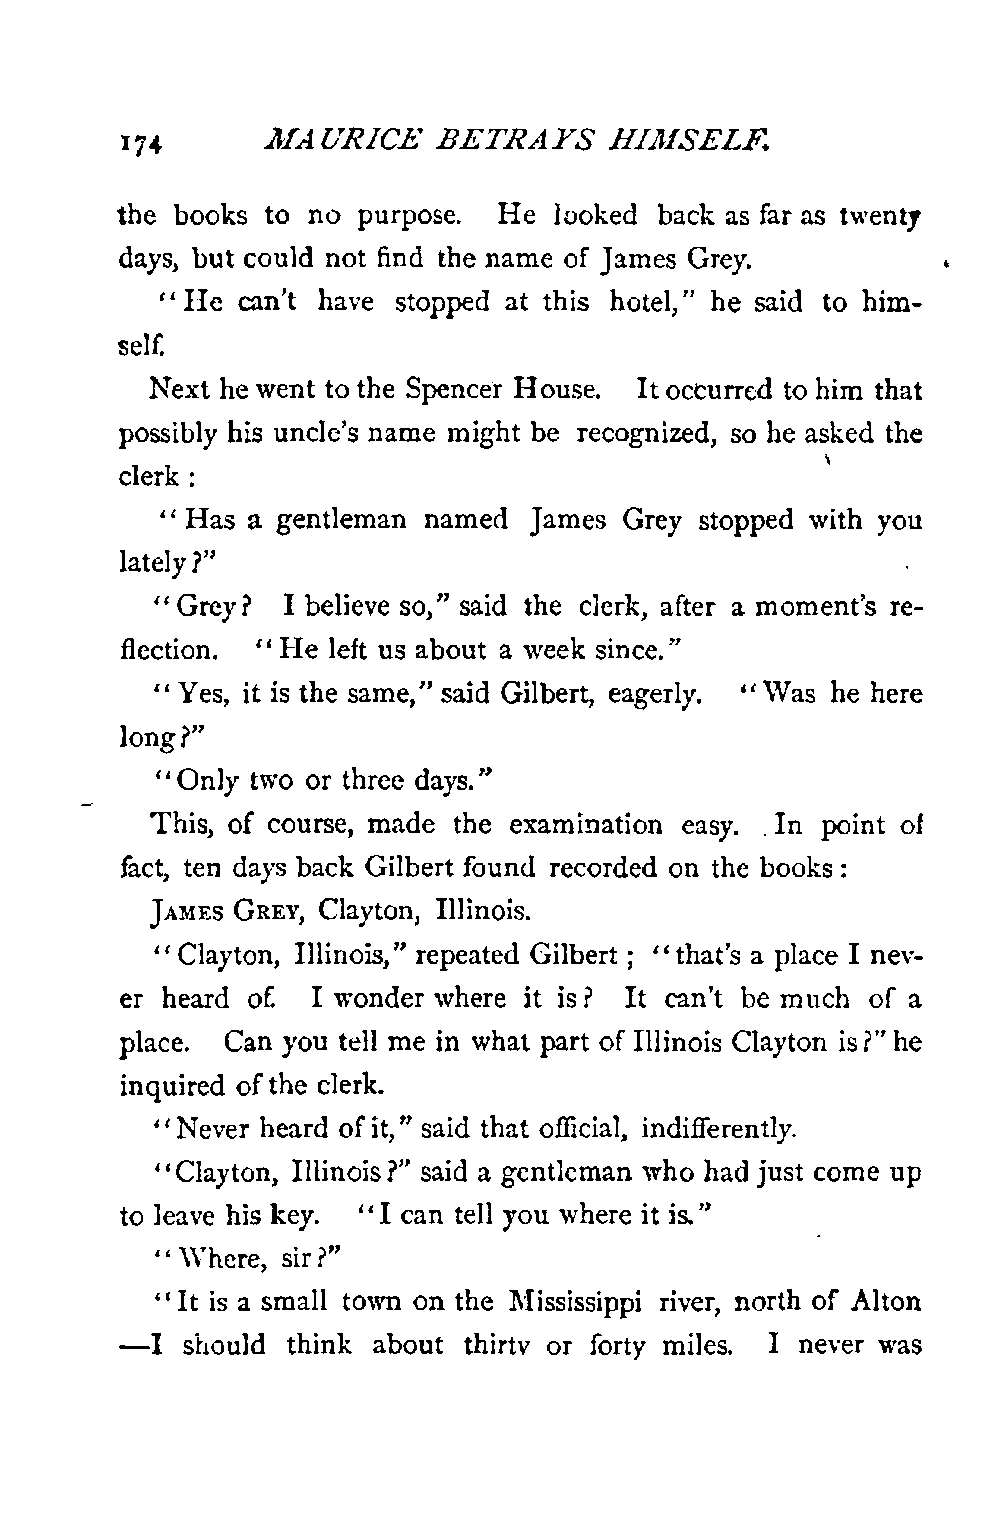 174 MAURICE BETRAYS HIMSELF.
the books to no purpose. He looked back as far as twenty
days, but could not find the name of James Grey.
"He can't have stopped at this hotel," he said to him-
self.
Next he went to the Spencer House. It occurred to him that
possibly his uncle's name might be recognized, so he asked the
clerk :
"Has a gentleman named James Grey stopped with you
lately?"
"Grey? I believe so," said the clerk, after a moment's re-
flection. "He left us about a week since."
"Yes, it is the same," said Gilbert, eagerly. "Was he here
long?"
"Only two or three days."
This, of course, made the examination easy. In point of
fact, ten days back Gilbert found recorded on the books :
JAMES GREY, Clayton, Illinois.
"Clayton, Illinois," repeated Gilbert ; "that's a place I nev-
er heard of. I wonder where it is? It can't be much of a
place. Can you tell me in what part of Illinois Clayton is?" he
inquired of the clerk.
"Never heard of it," said that official, indifferently.
"Clayton, Illinois?" said a gentleman who had just come up
to leave his key. "I can tell you where it is."
"Where, sir?"
"It is a small town on the Mississippi river, north of Alton
—I should think about thirty or forty miles. I never was